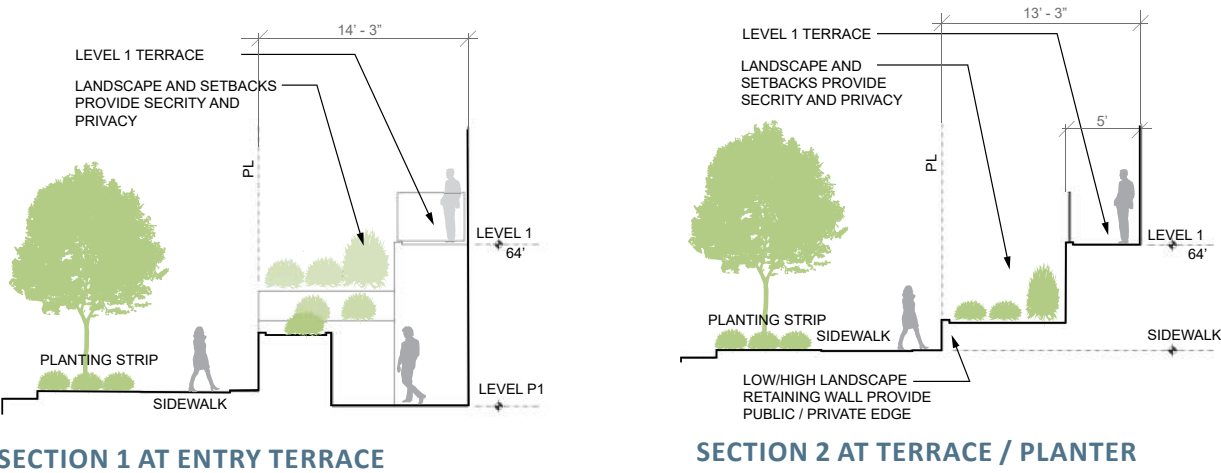 14' - 3"
LEVEL 1 TERRACE
LANDSCAPE AND SETBACKS
PROVIDE SECRITY AND
PRIVACY
PL
LEVEL 1
64'
PLANTING STRIP
SIDEWALK
LEVEL P1
SECTION 1 AT ENTRY TERRACE
13' - 3"
LEVEL 1 TERRACE
LANDSCAPE AND
SETBACKS PROVIDE
SECRITY AND PRIVACY
5'
PL
LEVEL 1
64'
PLANTING STRIP
SIDEWALK
SIDEWALK
LOW/HIGH LANDSCAPE
RETAINING WALL PROVIDE
PUBLIC / PRIVATE EDGE
SECTION 2 AT TERRACE / PLANTER